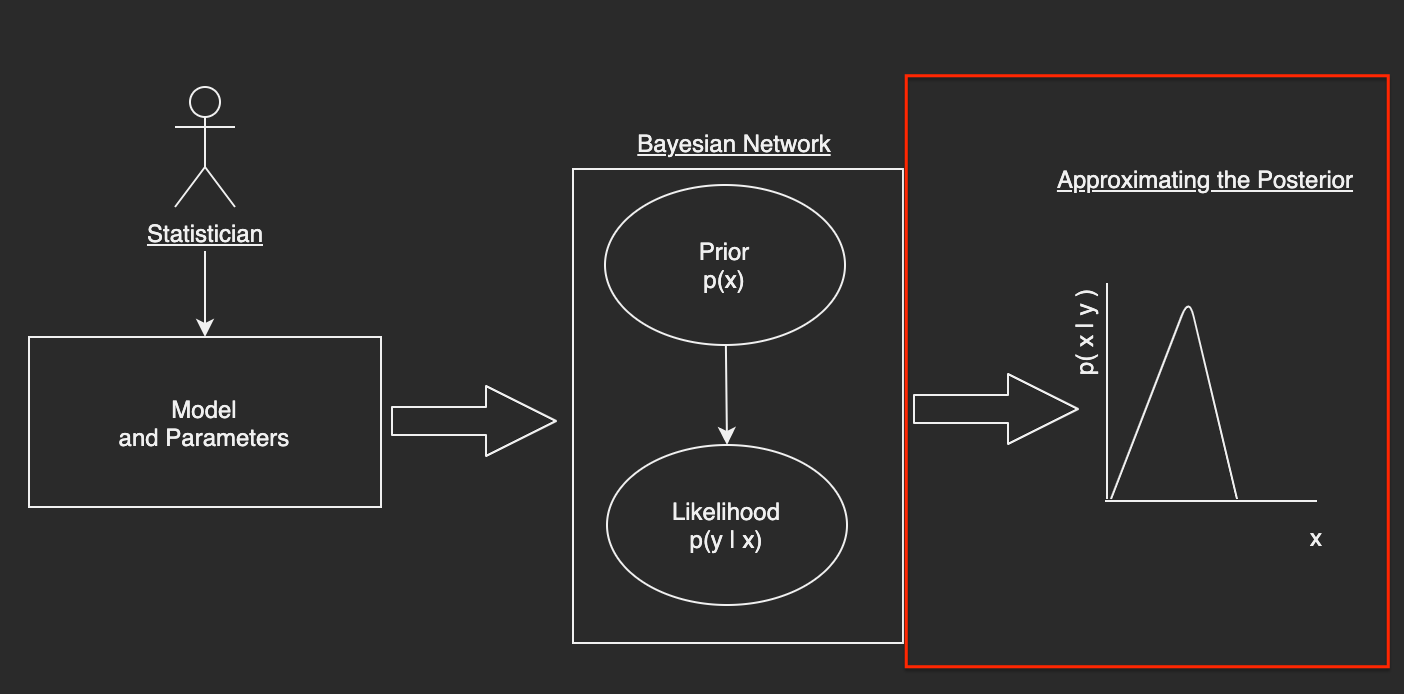 Statistician
Model
and Parameters
Bayesian Network
Prior
p(x)
Likelihood
p(y | x)
Approximating the Posterior
p( x | y )
x